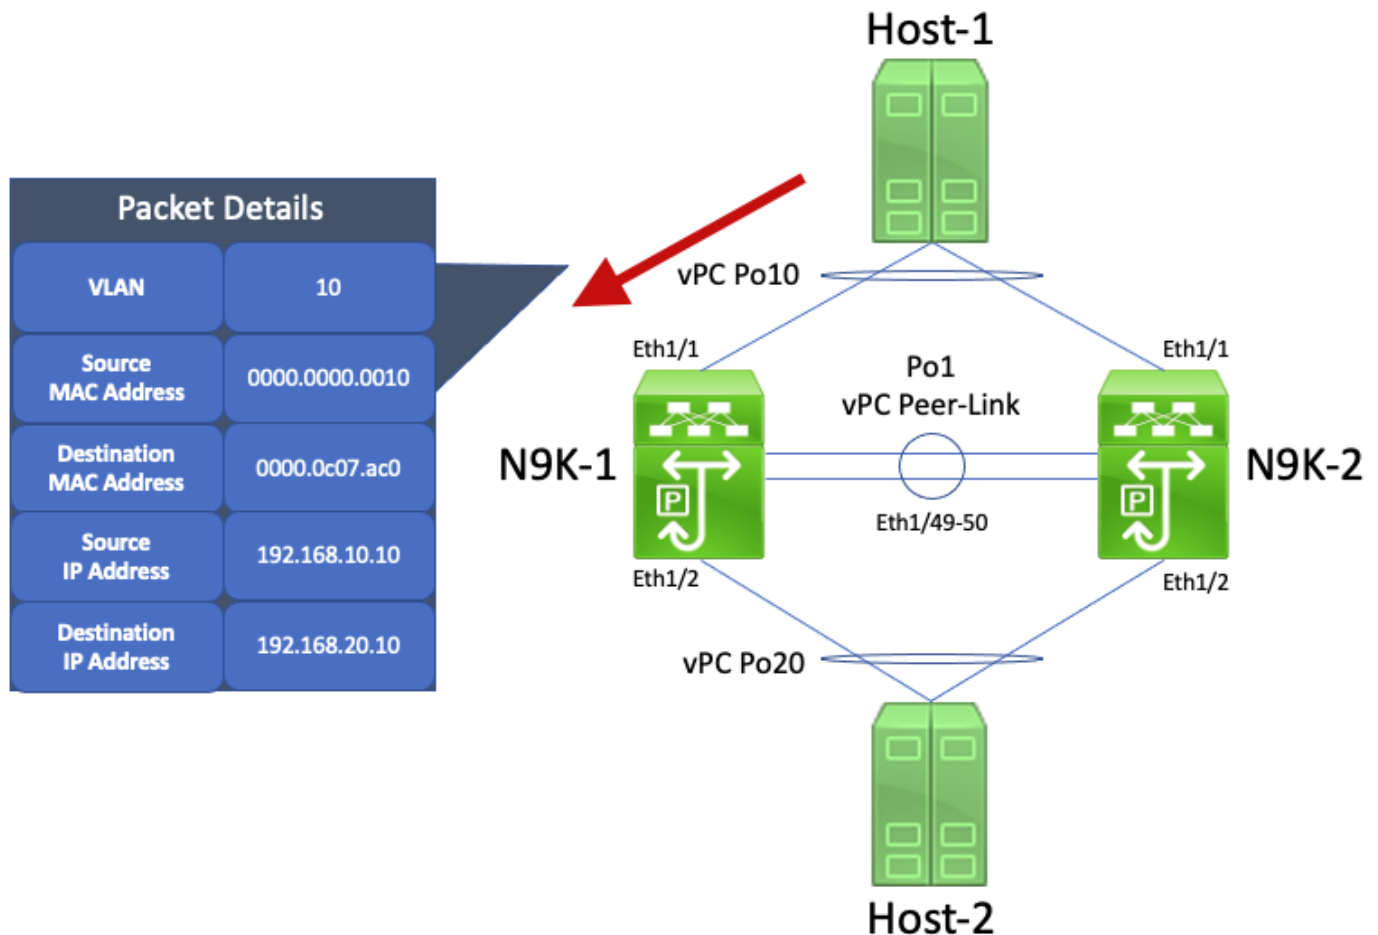 Host-1
Packet Details
VLAN 10
Source
MAC Address 0000.0000.0010
Destination
MAC Address 0000.0c07.ac0
Source
IP Address 192.168.10.10
Destination
IP Address 192.168.20.10
vPC Po10
Eth1/1
Eth1/1
Po1
vPC Peer-Link
N9K-1
P
P
N9K-2
Eth1/49-50
Eth1/2
Eth1/2
vPC Po20
Host-2